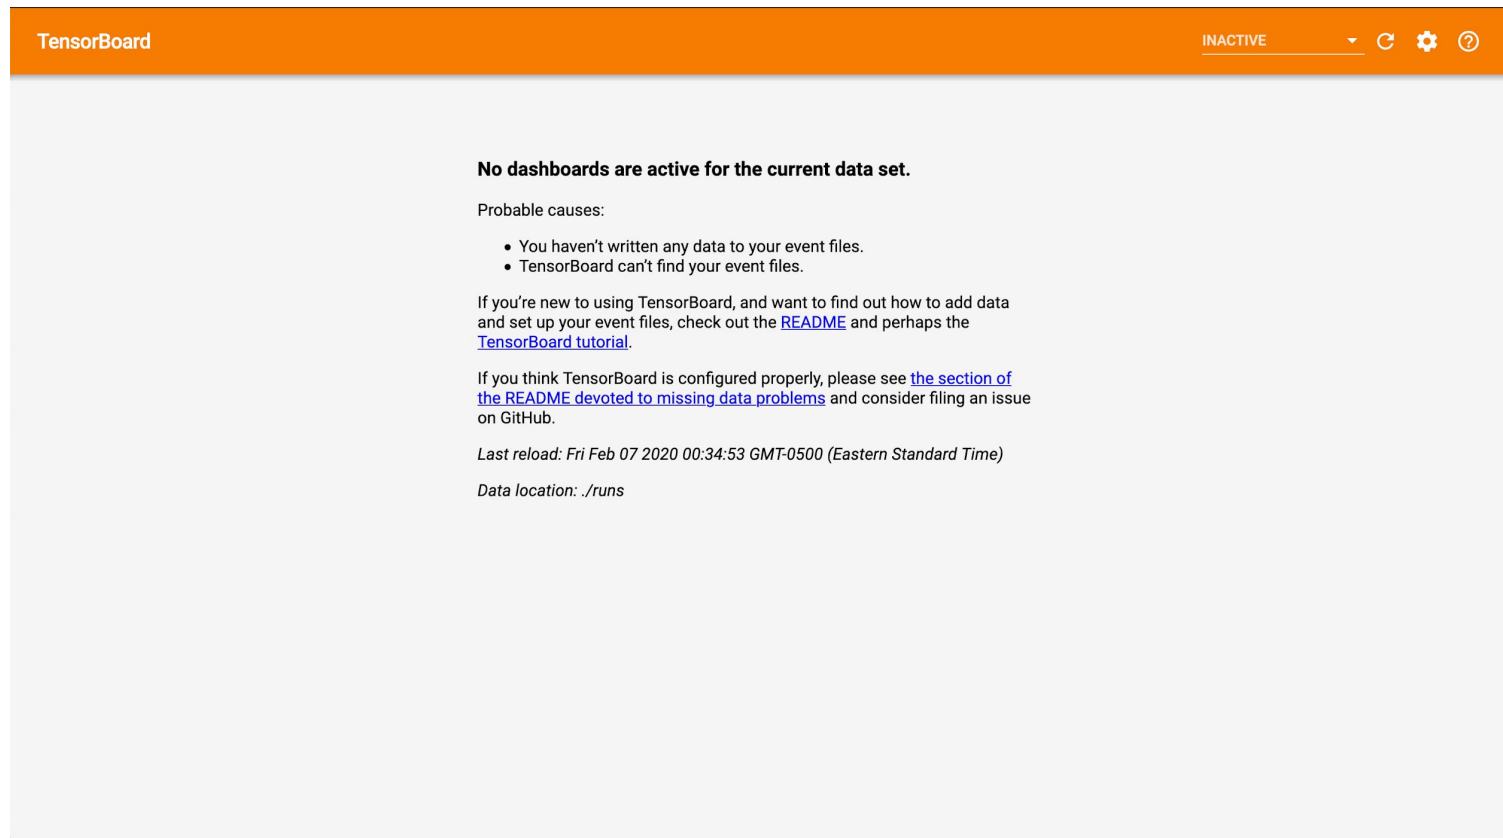 TensorBoard
INACTIVE
No dashboards are active for the current data set.
Probable causes:
• You haven’t written any data to your event files.
• TensorBoard can’t find your event files.
If you’re new to using TensorBoard, and want to find out how to add data
and set up your event files, check out the README and perhaps the
TensorBoard tutorial.
If you think TensorBoard is configured properly, please see the section of
the README devoted to missing data problems and consider filing an issue
on GitHub.
Last reload: Fri Feb 07 2020 00:34:53 GMT-0500 (Eastern Standard Time)
Data location: ./runs